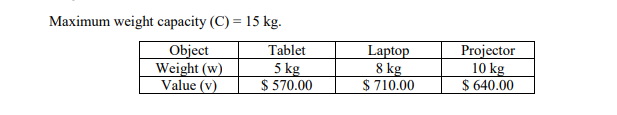 Maximum weight capacity (C) = 15 kg.
Object Tablet Laptop Projector
Weight (w) 5 kg 8 kg 10 kg
Value (v) $ 570.00 $ 710.00 $ 640.00